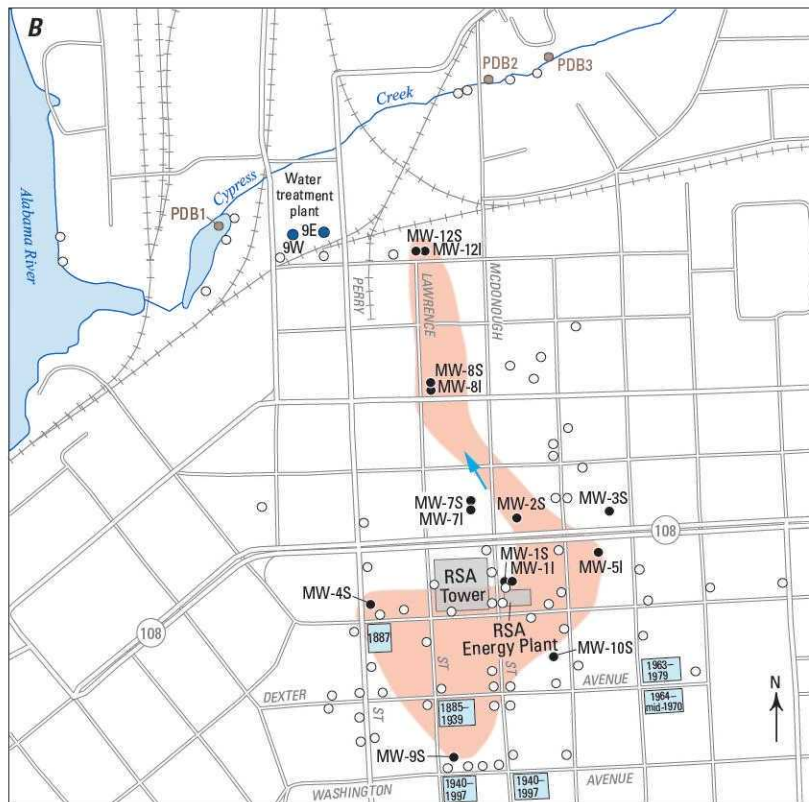 B
PDB2
PDB3
Creek
Cypress
Water
treatment
plant
PDB1
9E
9W
Alabama River
MW-12S
MW-12I
PERRY
LAWRENCE
MCDONOUGH
MW-8S
MW-8I
MW-7S
MW-7I
MW-2S
MW-3S
108
MW-1S
MW-1I
MW-5I
RSA
Tower
MW-4S
RSA
Energy Plant
108
1887
ST
ST
MW-10S
1963–
1979
DEXTER
AVENUE
1964–
mid-1970
N
ST
1885–
1939
MW-9S
1940–
1997
1940–
1997
WASHINGTON
AVENUE